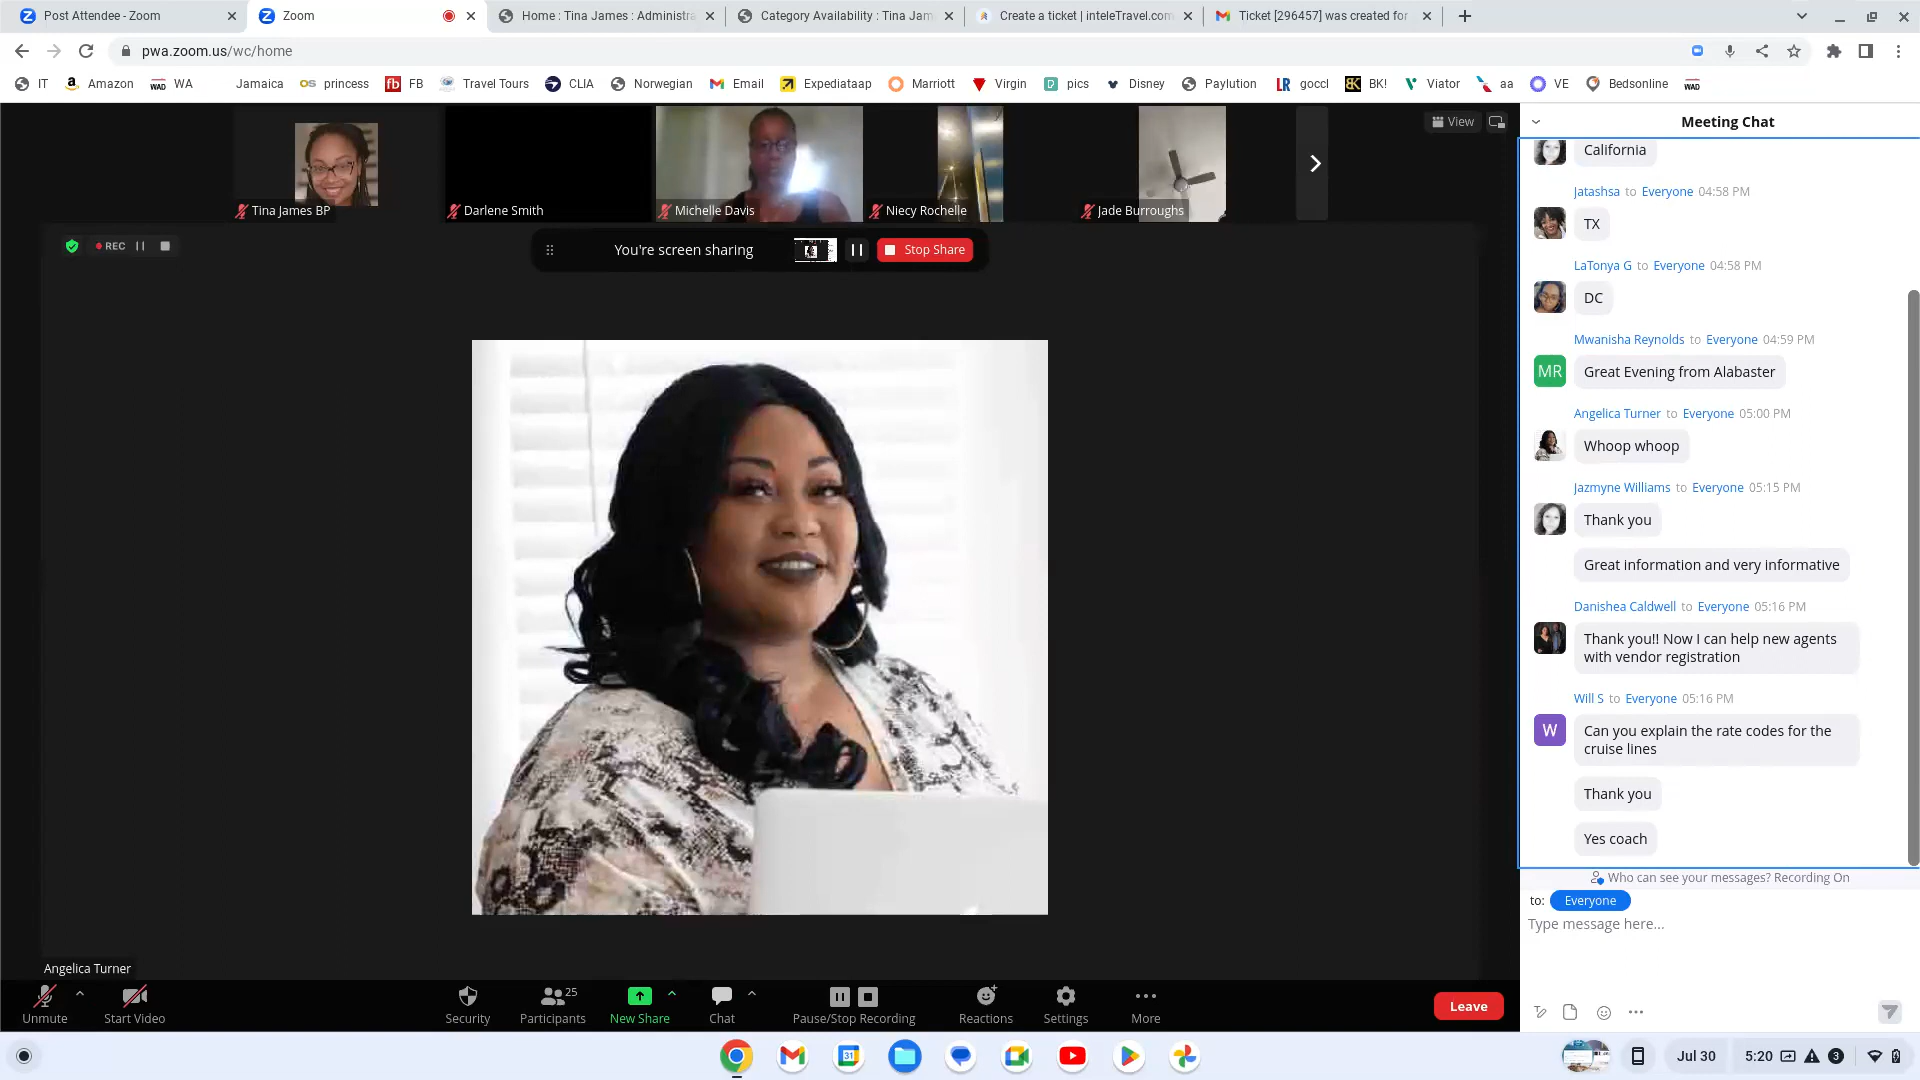 Post Attendee - Zoom
Zoom
Home : Tina James : Administra
Category Availability : Tina Jam
Create a ticket | inteleTravel.com
Ticket [296457] was created for
pwa.zoom.us/wc/home
IT
Amazon
WAD WA
Jamaica
princess
fb FB
Travel Tours
CLIA
Norwegian
Email
Expediataap
Marriott
Virgin
pics
Disney
Paylution
LR goccl
BK BK!
Viator
aa
VE
Bedsonline
WAD
Tina James BP
Darlene Smith
Michelle Davis
Niecy Rochelle
Jade Burroughs
View
REC
You're screen sharing
Stop Share
Angelica Turner
Meeting Chat
California
Jatashsa to Everyone 04:58 PM
TX
LaTonya G to Everyone 04:58 PM
DC
Mwanisha Reynolds to Everyone 04:59 PM
MR
Great Evening from Alabaster
Angelica Turner to Everyone 05:00 PM
Whoop whoop
Jazmyne Williams to Everyone 05:15 PM
Thank you
Great information and very informative
Danishea Caldwell to Everyone 05:16 PM
Thank you!! Now I can help new agents
with vendor registration
Will S to Everyone 05:16 PM
W
Can you explain the rate codes for the
cruise lines
Thank you
Yes coach
Who can see your messages? Recording On
to: Everyone
Type message here...
Unmute
Start Video
Security
25
Participants
New Share
Chat
Pause/Stop Recording
Reactions
Settings
More
Leave
31
Jul 30
5:20
3